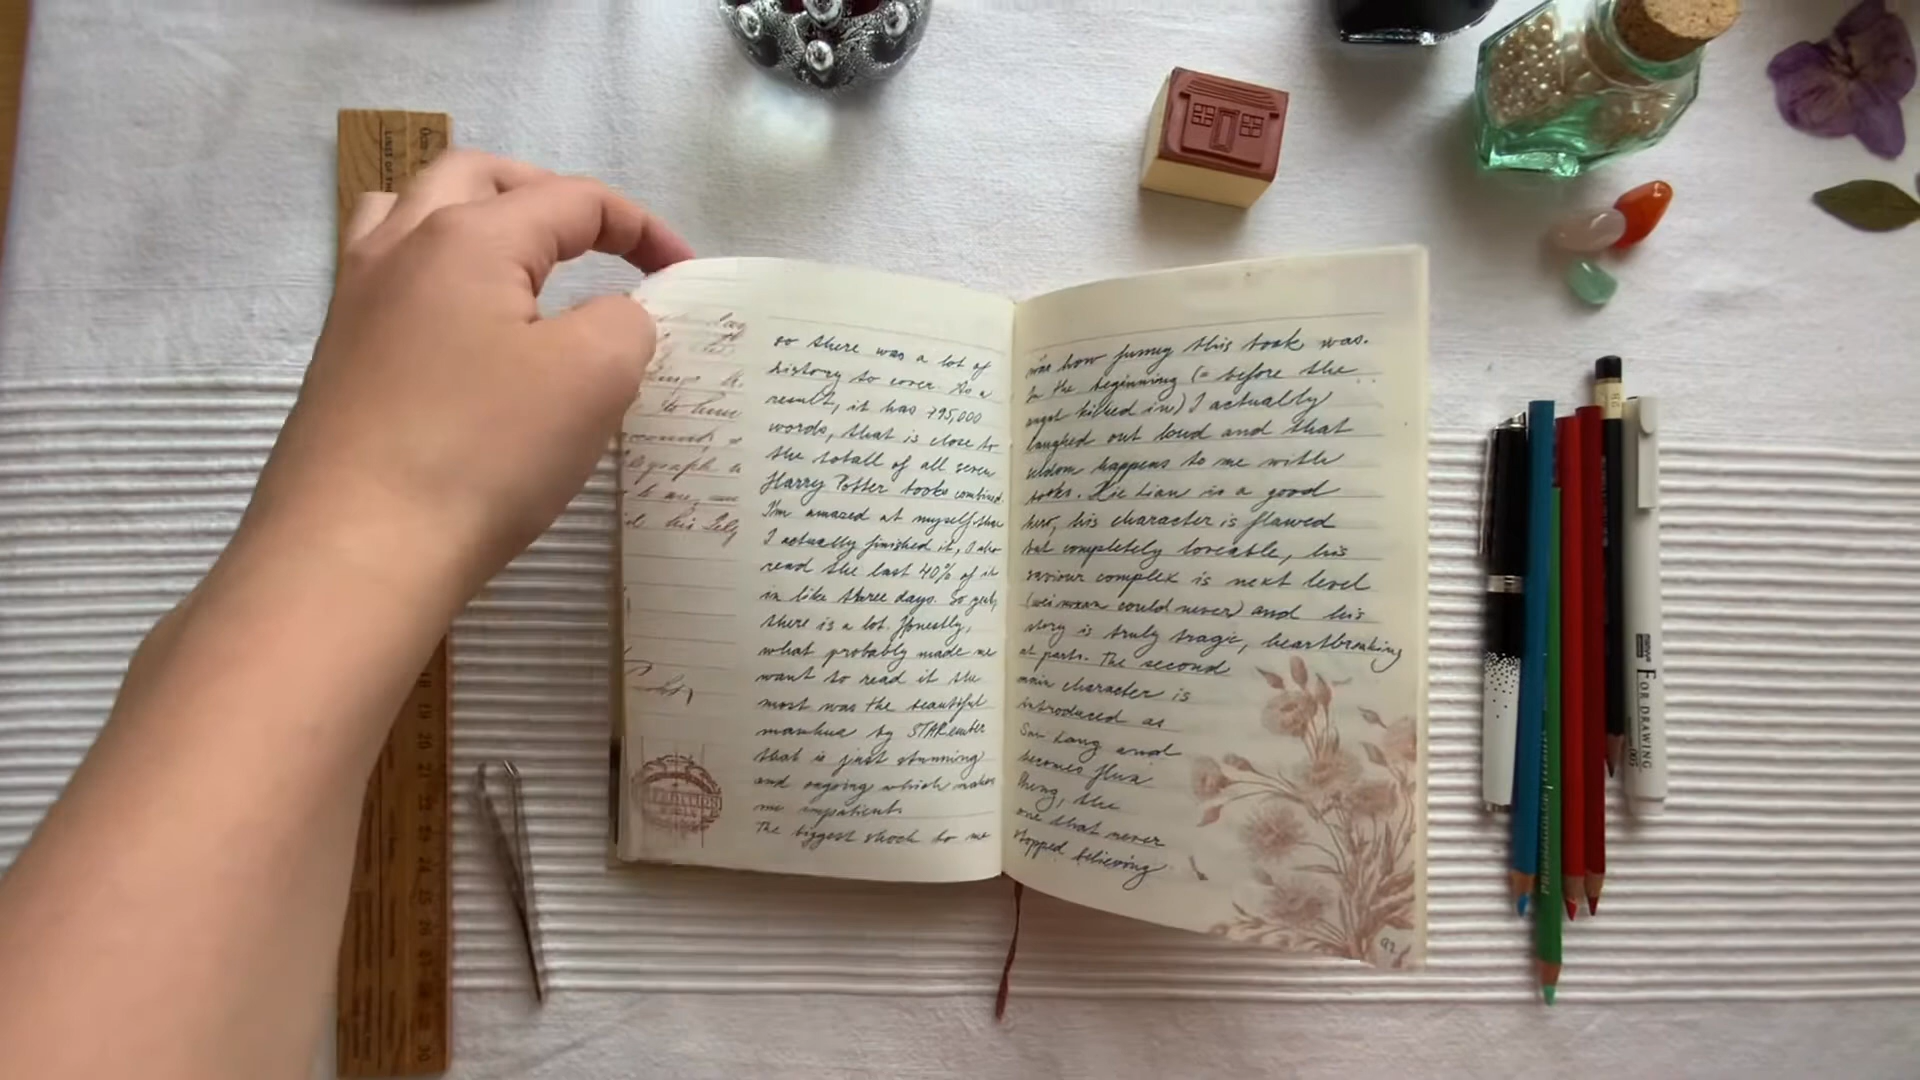 so there was a lot of
history to cover. As a
result, it has 795,000
words, that is close to
the totall of all seven
Harry Potter books combined.
I'm amazed at myself that
I actually finished it, I also
read the last 40% of it
in like three days. So yeah,
there is a lot. Honestly,
what probably made me
want to read it the
most was the beautiful
manhua by STARember
that is just stunning
and ongoing which makes
me impatient.
The biggest shock to me
was how funny this book was.
In the beginning (= before the
angst kicked in) I actually
laughed out loud and that
seldom happens to me with
books. Xie Lian is a good
hero, his character is flawed
but completely loveable, his
saviour complex is next level
(wei wuxian could never) and his
story is truly tragic, heartbreaking
at parts. The second
main character is
introduced as
San Lang and
becomes Hua
Cheng, the
one that never
stopped believing
92
FOR DRAWING